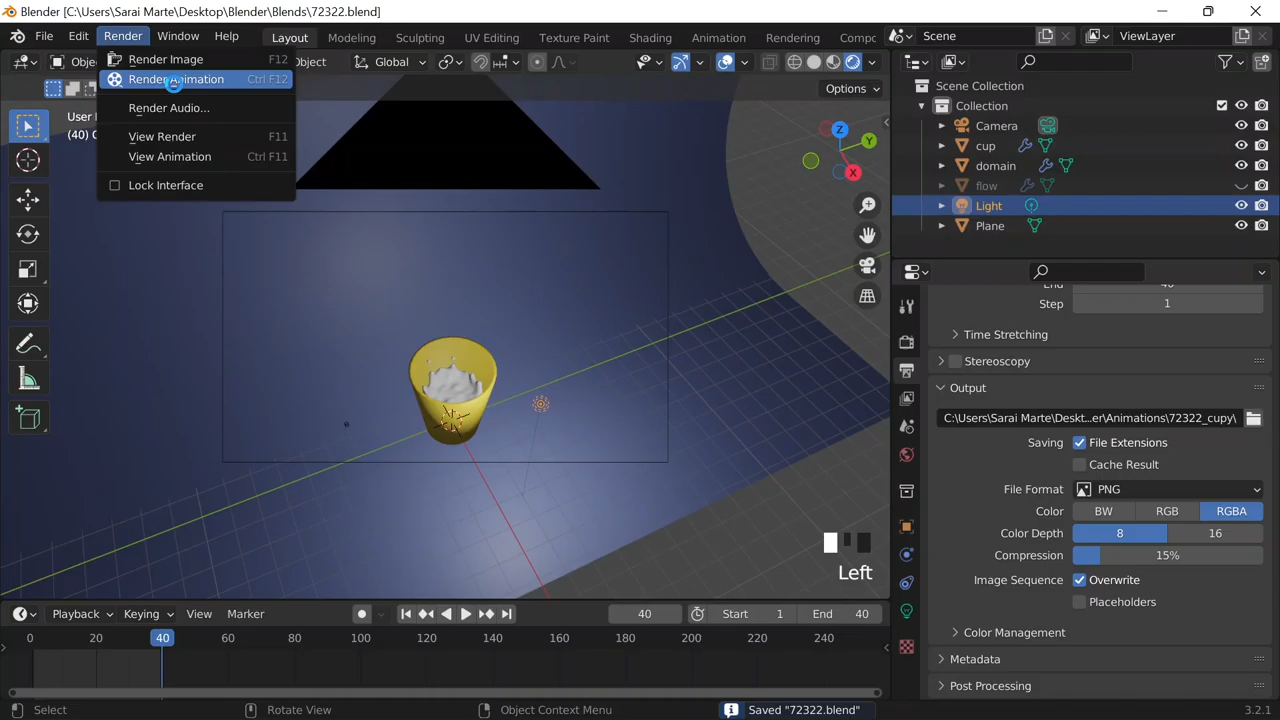 Blender [C:\Users\Sarai Marte\Desktop\Blender\Blends\72322.blend]
File Edit Render Window Help Layout Modeling Sculpting UV Editing Texture Paint Shading Animation Rendering Compc Scene ViewLayer
Obje Object Global
Options
Render Image F12
Render Animation Ctrl F12
Render Audio...
View Render F11
View Animation Ctrl F11
Lock Interface
User
(40) C
Z
Y
X
Scene Collection
Collection
Camera
cup
domain
flow
Light
Plane
End 40
Step 1
Time Stretching
Stereoscopy
Output
C:\Users\Sarai Marte\Deskt...er\Animations\72322_cupy\
Saving File Extensions
Cache Result
File Format PNG
Color BW RGB RGBA
Color Depth 8 16
Compression 15%
Image Sequence Overwrite
Placeholders
Color Management
Metadata
Post Processing
Left
Playback Keying View Marker 40 Start 1 End 40
0 20 40 60 80 100 120 140 160 180 200 220 240
Select Rotate View Object Context Menu Saved "72322.blend" 3.2.1